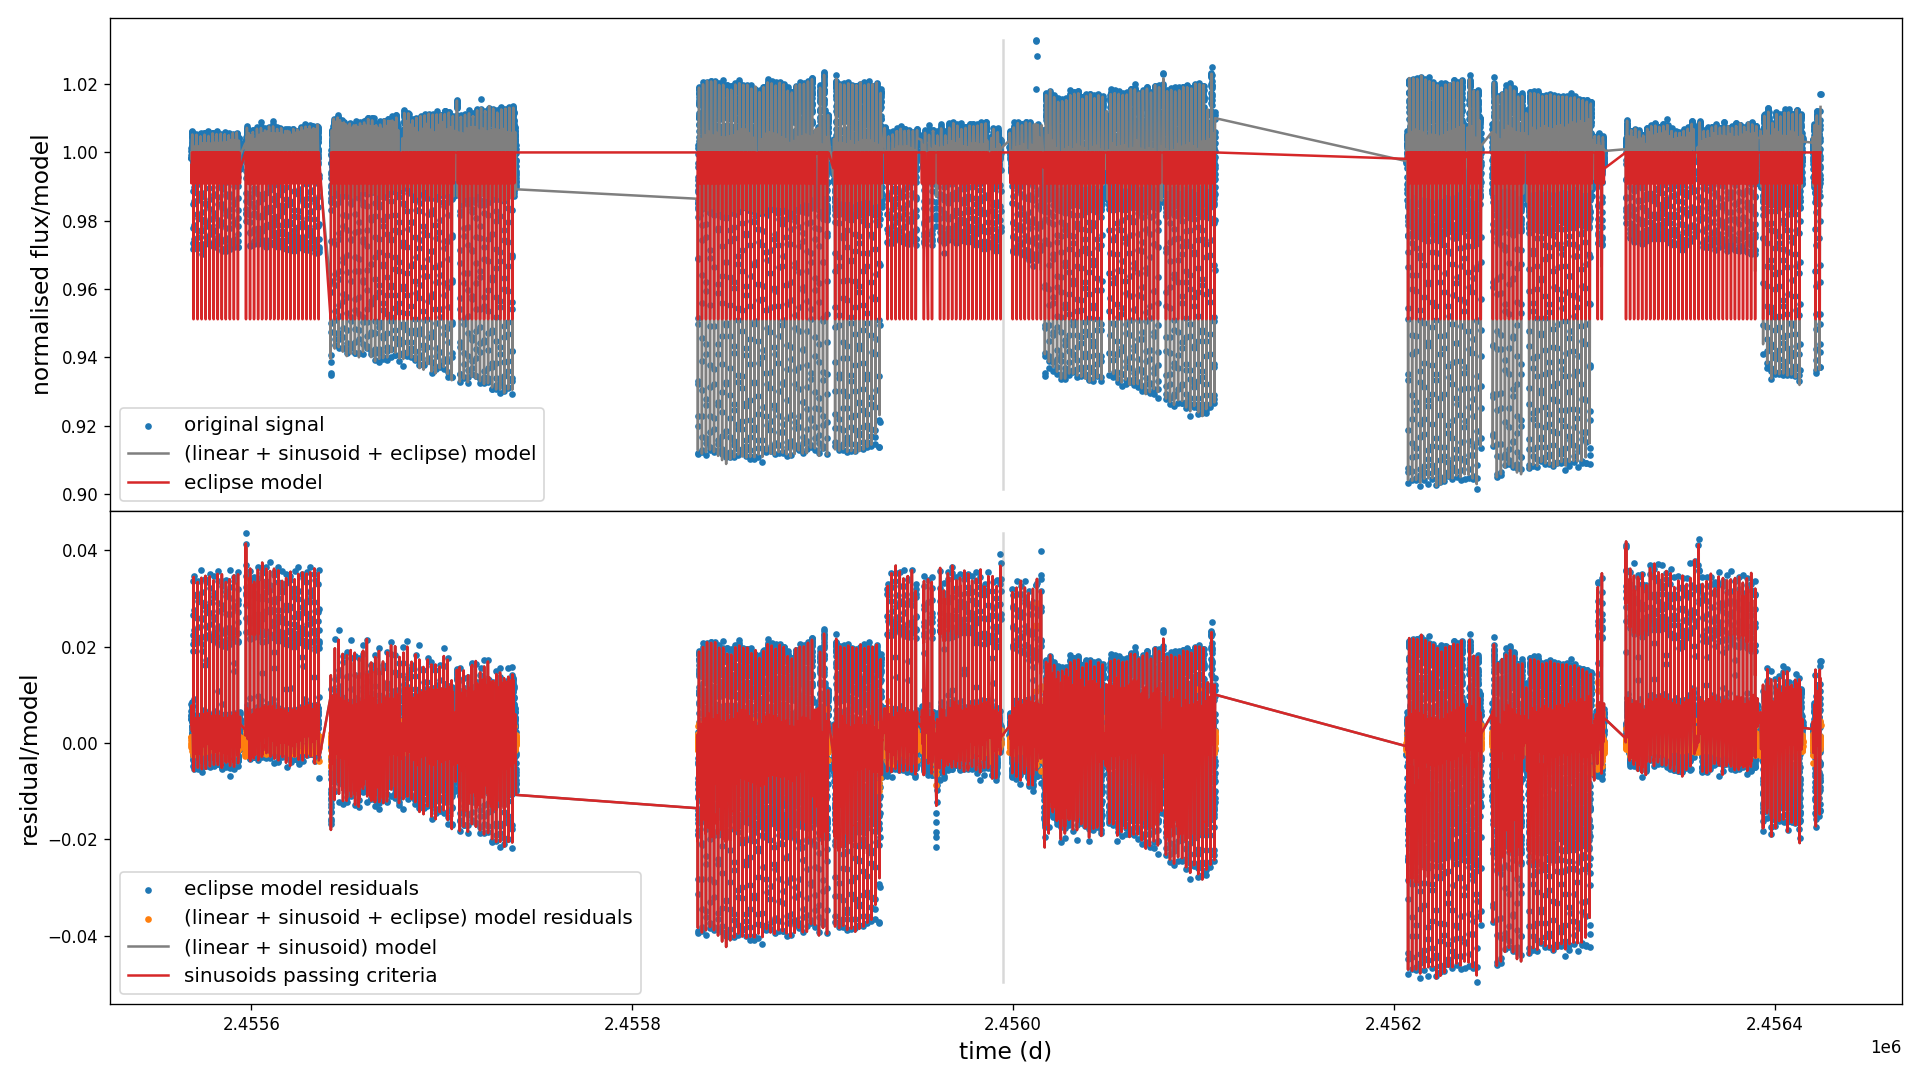 normalised flux/model
1.02
1.00
0.98
0.96
0.94
0.92
0.90
original signal
(linear + sinusoid + eclipse) model
eclipse model
residual/model
0.04
0.02
0.00
−0.02
−0.04
eclipse model residuals
(linear + sinusoid + eclipse) model residuals
(linear + sinusoid) model
sinusoids passing criteria
2.4556 2.4558 2.4560 2.4562 2.4564
time (d)
1e6